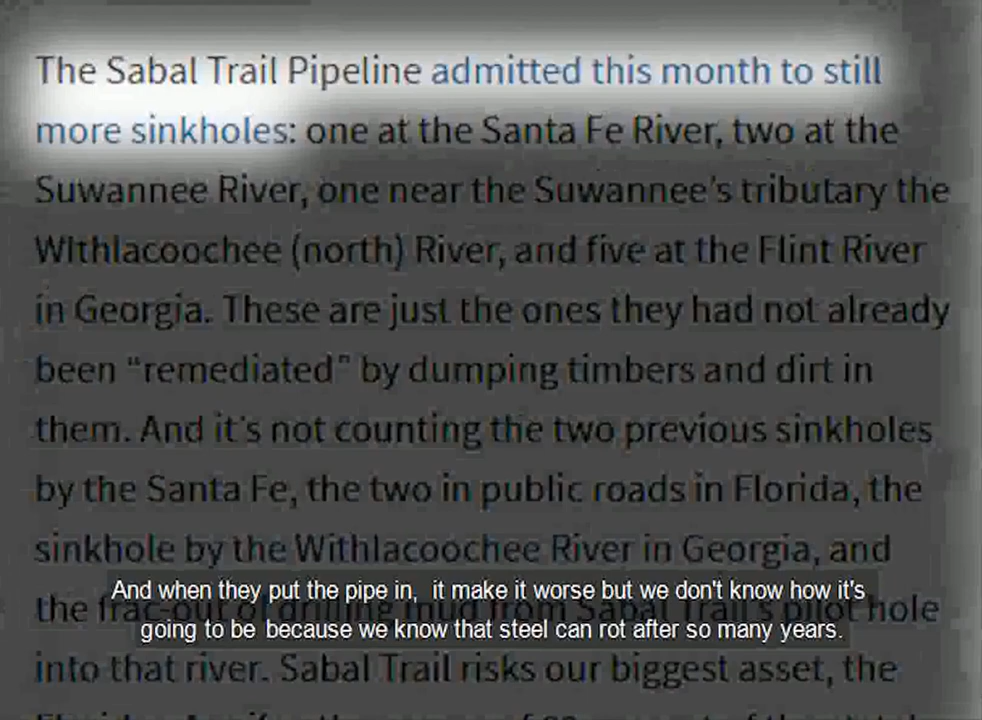 The Sabal Trail Pipeline admitted this month to still
more sinkholes: one at the Santa Fe River, two at the
Suwannee River, one near the Suwannee's tributary the
WIthlacoochee (north) River, and five at the Flint River
in Georgia. These are just the ones they had not already
been "remediated" by dumping timbers and dirt in
them. And it's not counting the two previous sinkholes
by the Santa Fe, the two in public roads in Florida, the
sinkhole by the Withlacoochee River in Georgia, and
And when they put the pipe in, it make it worse but we don't know how it's
the frac-out of drilling mud from Sabal Trail's pilot hole
going to be because we know that steel can rot after so many years.
into that river. Sabal Trail risks our biggest asset, the